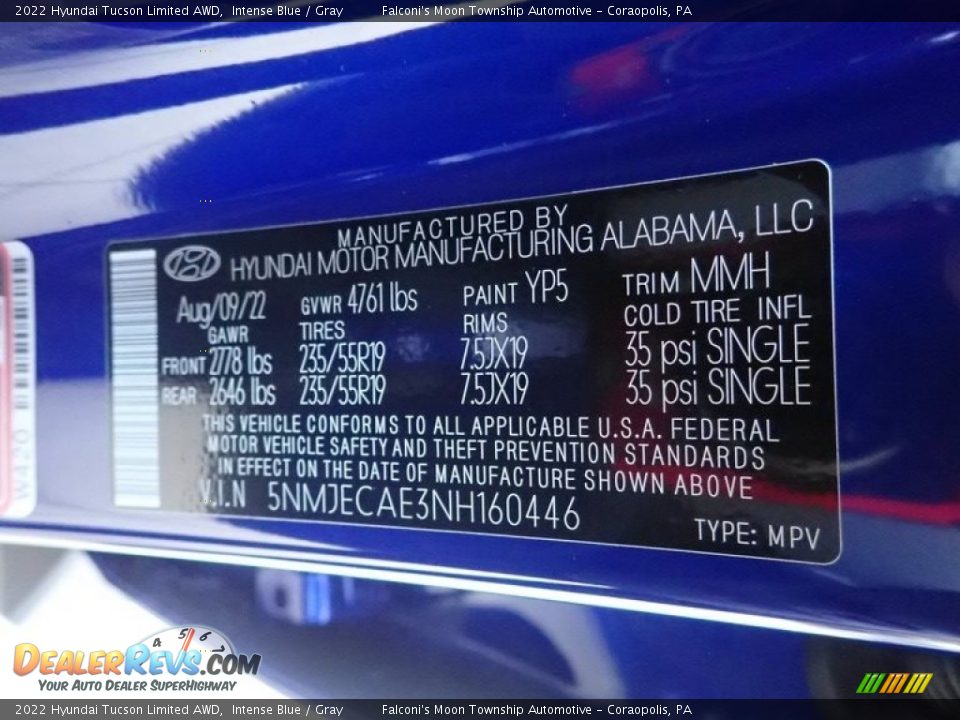 2022 Hyundai Tucson Limited AWD, Intense Blue / Gray Falconi's Moon Township Automotive – Coraopolis, PA
MANUFACTURED BY
HYUNDAI MOTOR MANUFACTURING ALABAMA, LLC
Aug/09/22 GVWR 4761 lbs PAINT YP5 TRIM MMH
GAWR TIRES RIMS COLD TIRE INFL
FRONT 2778 lbs 235/55R19 7.5JX19 35 psi SINGLE
REAR 2646 lbs 235/55R19 7.5JX19 35 psi SINGLE
THIS VEHICLE CONFORMS TO ALL APPLICABLE U.S.A. FEDERAL
MOTOR VEHICLE SAFETY AND THEFT PREVENTION STANDARDS
IN EFFECT ON THE DATE OF MANUFACTURE SHOWN ABOVE
V.I.N 5NMJECAE3NH160446
TYPE: MPV
4 5 6
DEALERREVS.COM
YOUR AUTO DEALER SUPERHIGHWAY
2022 Hyundai Tucson Limited AWD, Intense Blue / Gray Falconi's Moon Township Automotive – Coraopolis, PA